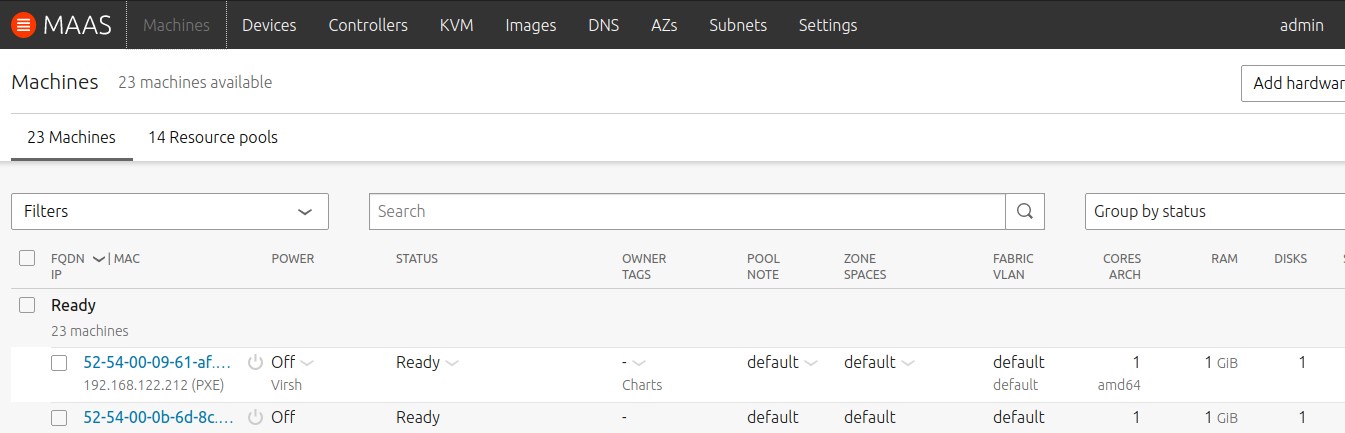 MAAS Machines Devices Controllers KVM Images DNS AZs Subnets Settings admin
Machines 23 machines available Add hardwar
23 Machines 14 Resource pools
Filters Search Group by status
FQDN | MAC POWER STATUS OWNER POOL ZONE FABRIC CORES RAM DISKS
IP TAGS NOTE SPACES VLAN ARCH
Ready
23 machines
52-54-00-09-61-af.... Off Ready - default default default 1 1 GiB 1
192.168.122.212 (PXE) Virsh Charts default amd64
52-54-00-0b-6d-8c.... Off Ready - default default default 1 1 GiB 1